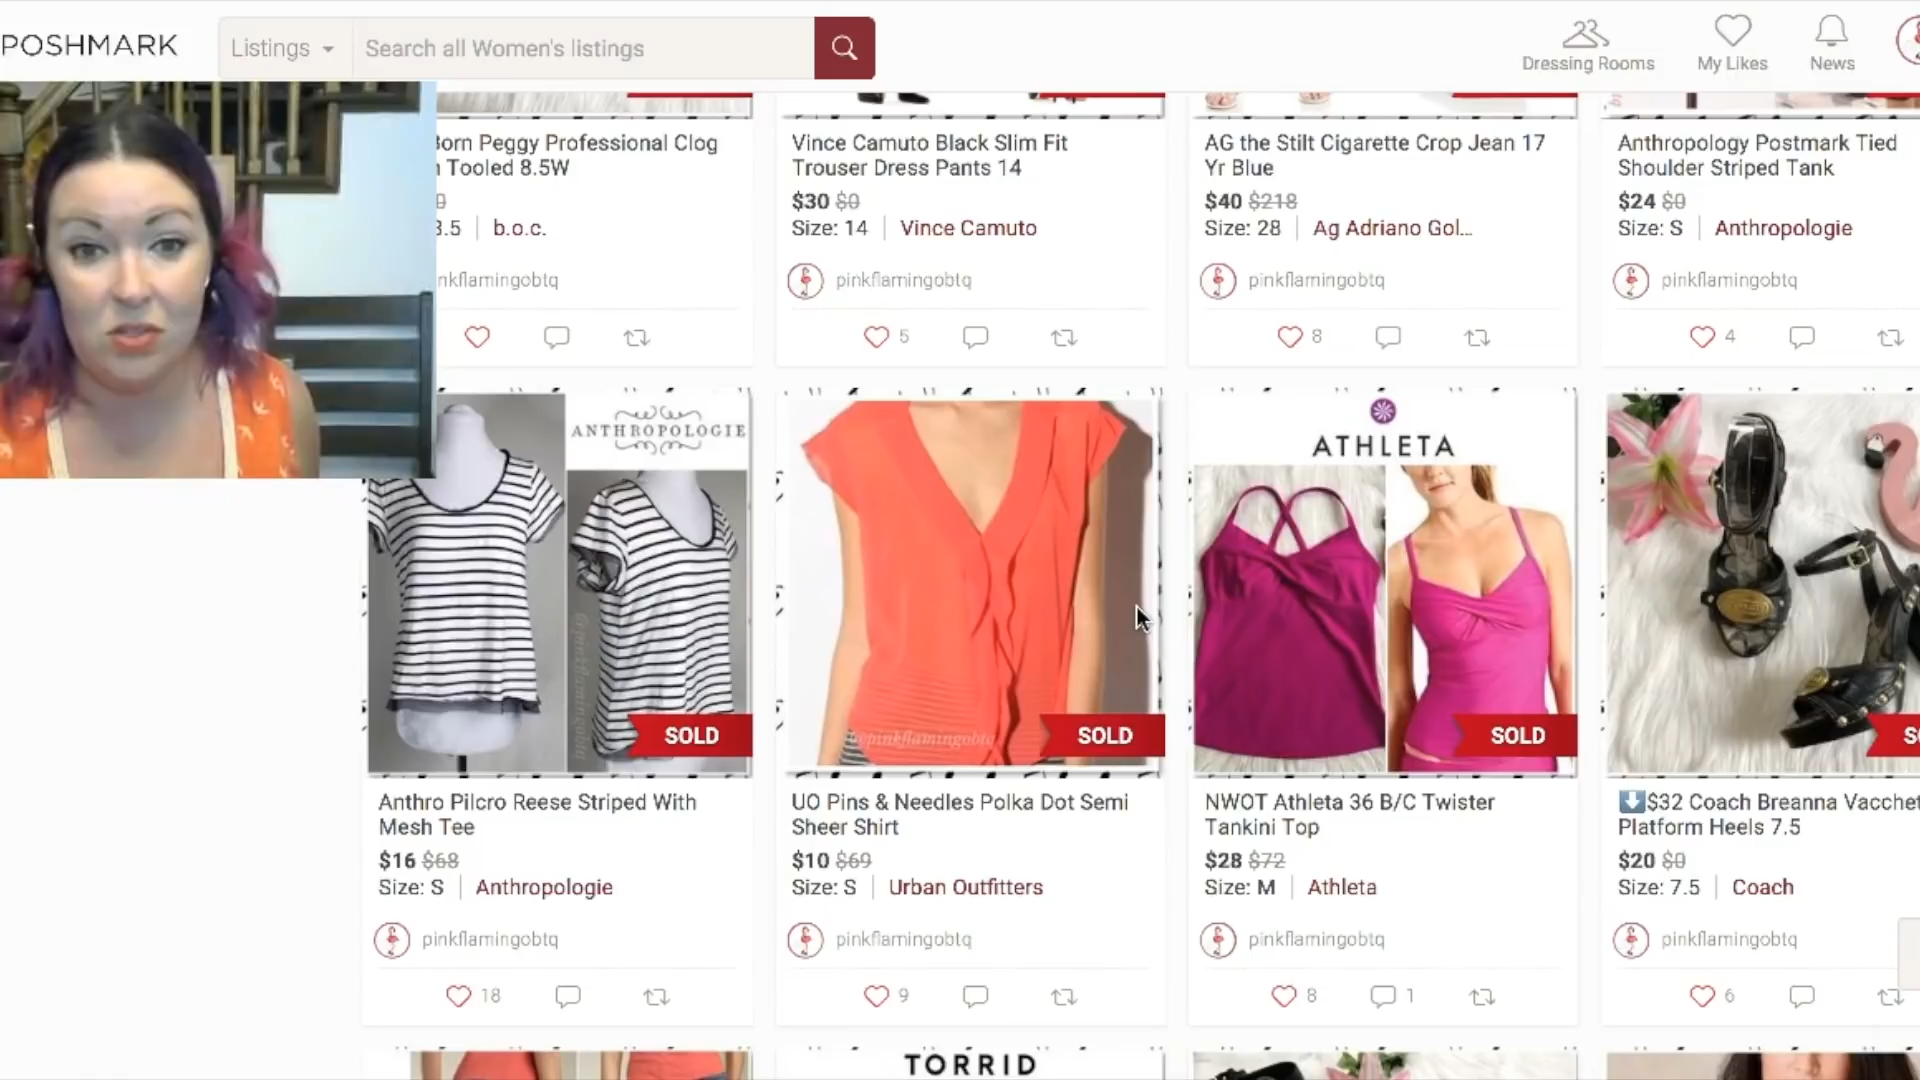 POSHMARK
Listings
Search all Women's listings
Dressing Rooms
My Likes
News
Born Peggy Professional Clog
Tooled 8.5W
b.o.c.
nkflamingobtq
Vince Camuto Black Slim Fit
Trouser Dress Pants 14
$30 $0
Size: 14 | Vince Camuto
pinkflamingobtq
5
AG the Stilt Cigarette Crop Jean 17
Yr Blue
$40 $218
Size: 28 | Ag Adriano Gol...
pinkflamingobtq
8
Anthropology Postmark Tied
Shoulder Striped Tank
$24 $0
Size: S | Anthropologie
pinkflamingobtq
4
ANTHROPOLOGIE
@pinkflamingobtq
SOLD
Anthro Pilcro Reese Striped With
Mesh Tee
$16 $68
Size: S | Anthropologie
pinkflamingobtq
18
@pinkflamingobtq
SOLD
UO Pins & Needles Polka Dot Semi
Sheer Shirt
$10 $69
Size: S | Urban Outfitters
pinkflamingobtq
9
ATHLETA
SOLD
NWOT Athleta 36 B/C Twister
Tankini Top
$28 $72
Size: M | Athleta
pinkflamingobtq
8
1
⬇️$32 Coach Breanna Vacchet
Platform Heels 7.5
$20 $0
Size: 7.5 | Coach
pinkflamingobtq
6
TORRID